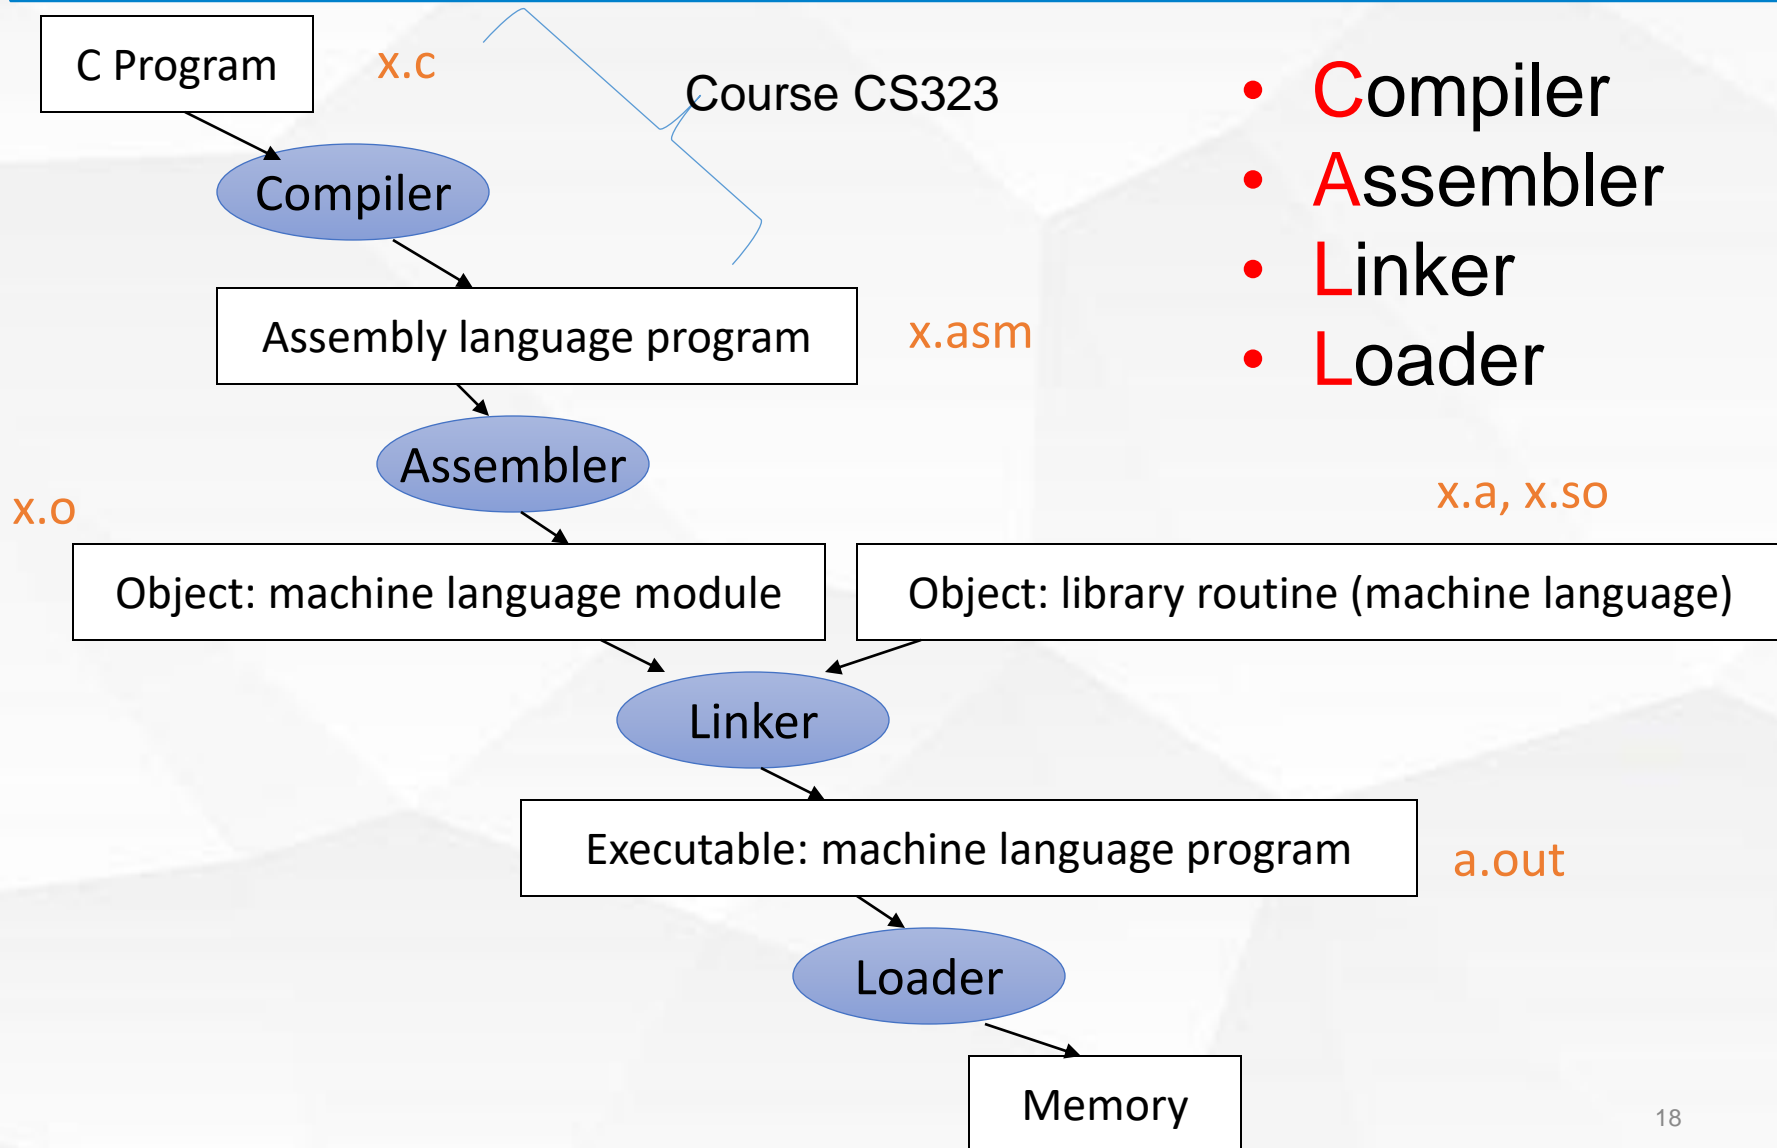 C Program
x.c
Course CS323
Compiler
Assembly language program
x.asm
Assembler
x.o
Object: machine language module
x.a, x.so
Object: library routine (machine language)
Linker
Executable: machine language program
a.out
Loader
Memory
• Compiler
• Assembler
• Linker
• Loader
18